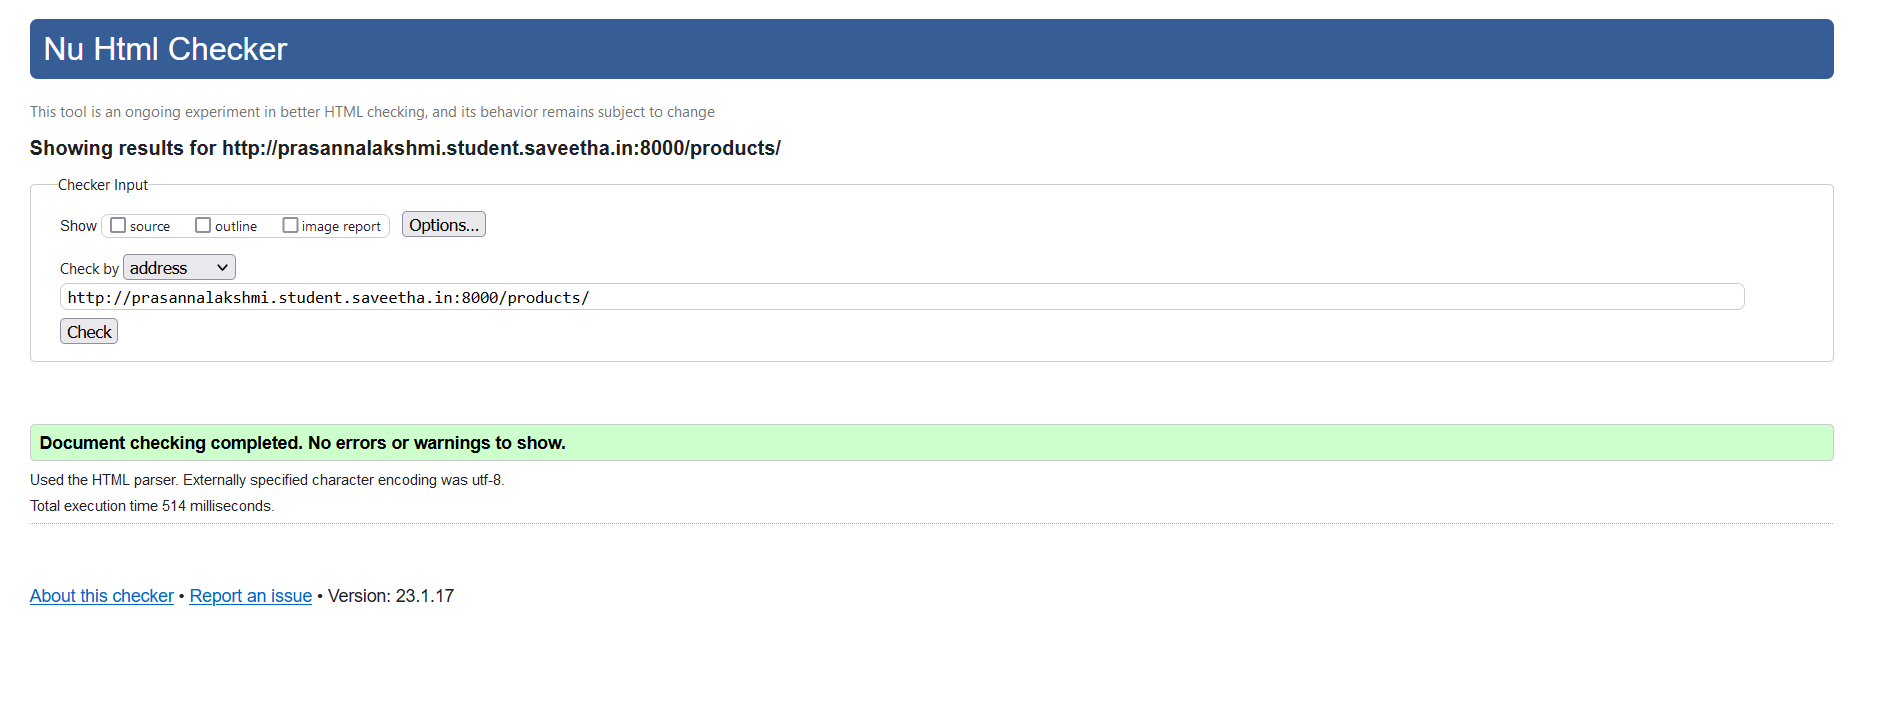 Nu Html Checker
This tool is an ongoing experiment in better HTML checking, and its behavior remains subject to change
Showing results for http://prasannalakshmi.student.saveetha.in:8000/products/
Checker Input
Show source outline image report Options...
Check by address
http://prasannalakshmi.student.saveetha.in:8000/products/
Check
Document checking completed. No errors or warnings to show.
Used the HTML parser. Externally specified character encoding was utf-8.
Total execution time 514 milliseconds.
About this checker • Report an issue • Version: 23.1.17